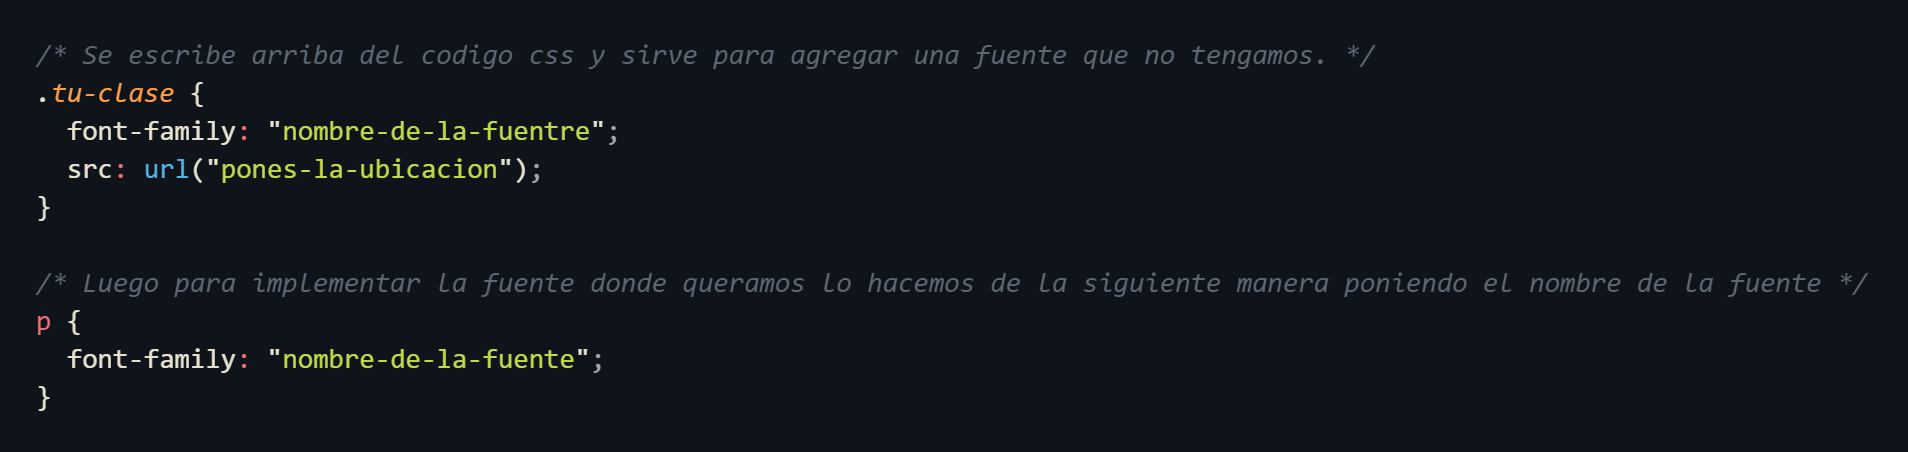 /* Se escribe arriba del codigo css y sirve para agregar una fuente que no tengamos. */
.tu-clase {
  font-family: "nombre-de-la-fuentre";
  src: url("pones-la-ubicacion");
}
/* Luego para implementar la fuente donde queramos lo hacemos de la siguiente manera poniendo el nombre de la fuente */
p {
  font-family: "nombre-de-la-fuente";
}